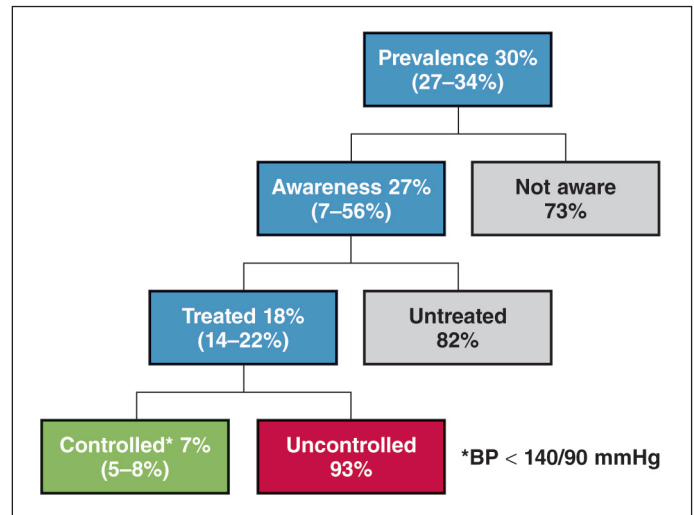 Prevalence 30%
(27–34%)
Awareness 27%
(7–56%)
Not aware
73%
Treated 18%
(14–22%)
Untreated
82%
Controlled* 7%
(5–8%)
Uncontrolled
93%
*BP < 140/90 mmHg